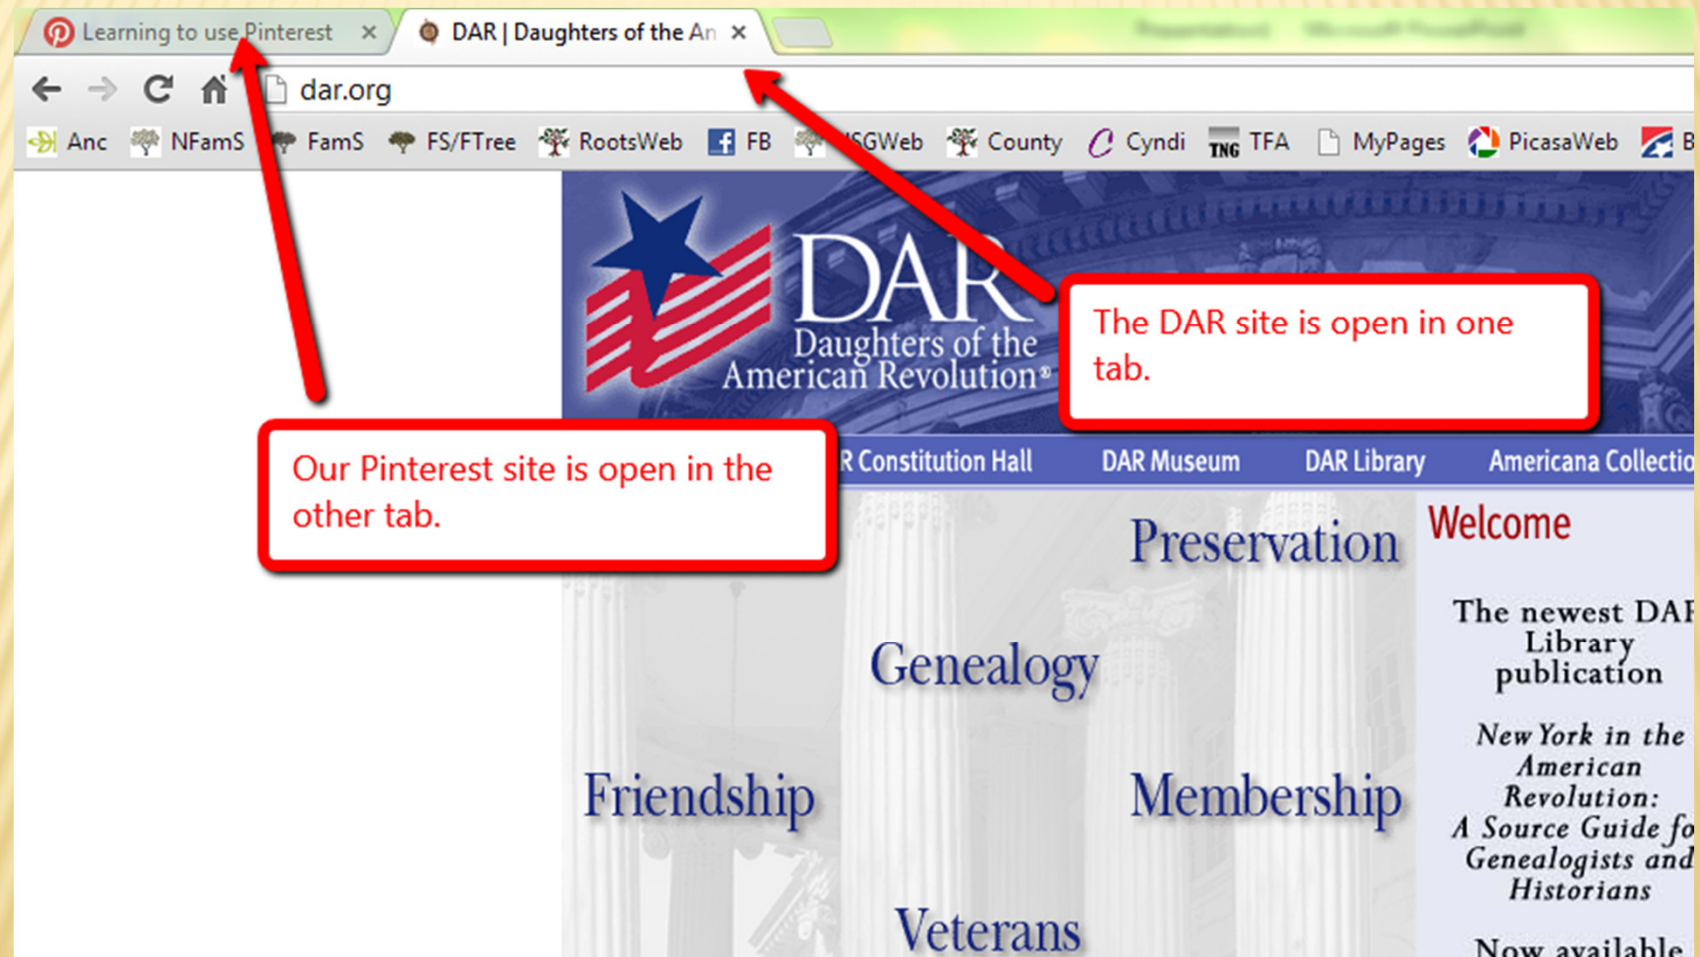 Learning to use Pinterest
DAR | Daughters of the An
dar.org
Anc NFamS FamS FS/FTree RootsWeb FB SGWeb County Cyndi TNG TFA MyPages PicasaWeb B
DAR
Daughters of the
American Revolution®
The DAR site is open in one
tab.
Our Pinterest site is open in the
other tab.
R Constitution Hall DAR Museum DAR Library Americana Collectio
Preservation
Genealogy
Friendship
Membership
Veterans
Welcome
The newest DAR
Library
publication
New York in the
American
Revolution:
A Source Guide fo
Genealogists and
Historians
Now available